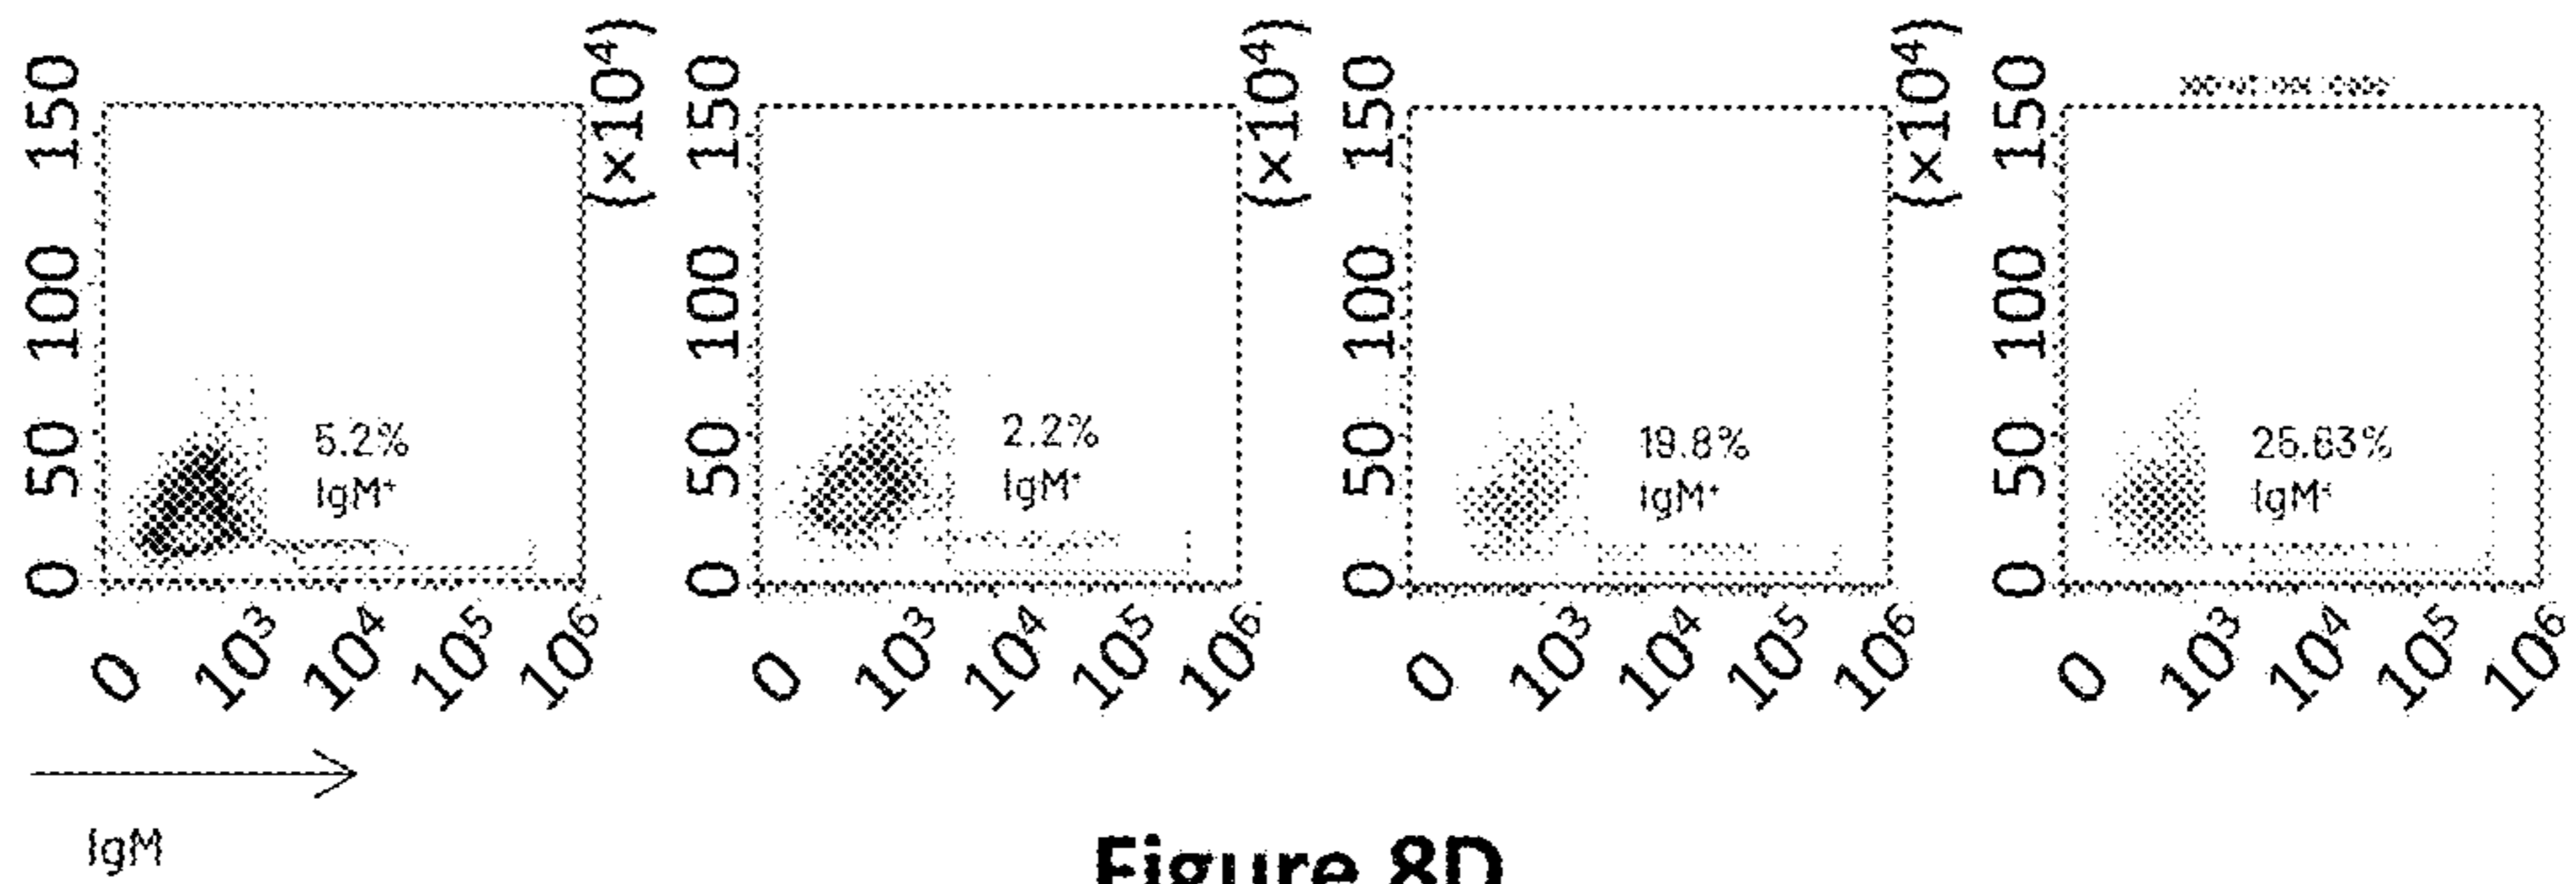 (×10⁴) (×10⁴) (×10⁴)
150 150 150 150
100 100 100 100
50 50 50 50
0 0 0 0
5.2%
IgM⁺
2.2%
IgM⁺
19.8%
IgM⁺
IgM⁺
0 10³ 10⁴ 10⁵ 10⁶ 0 10³ 10⁴ 10⁵ 10⁶ 0 10³ 10⁴ 10⁵ 10⁶ 0 10³ 10⁴ 10⁵ 10⁶
IgM
Figure 8D